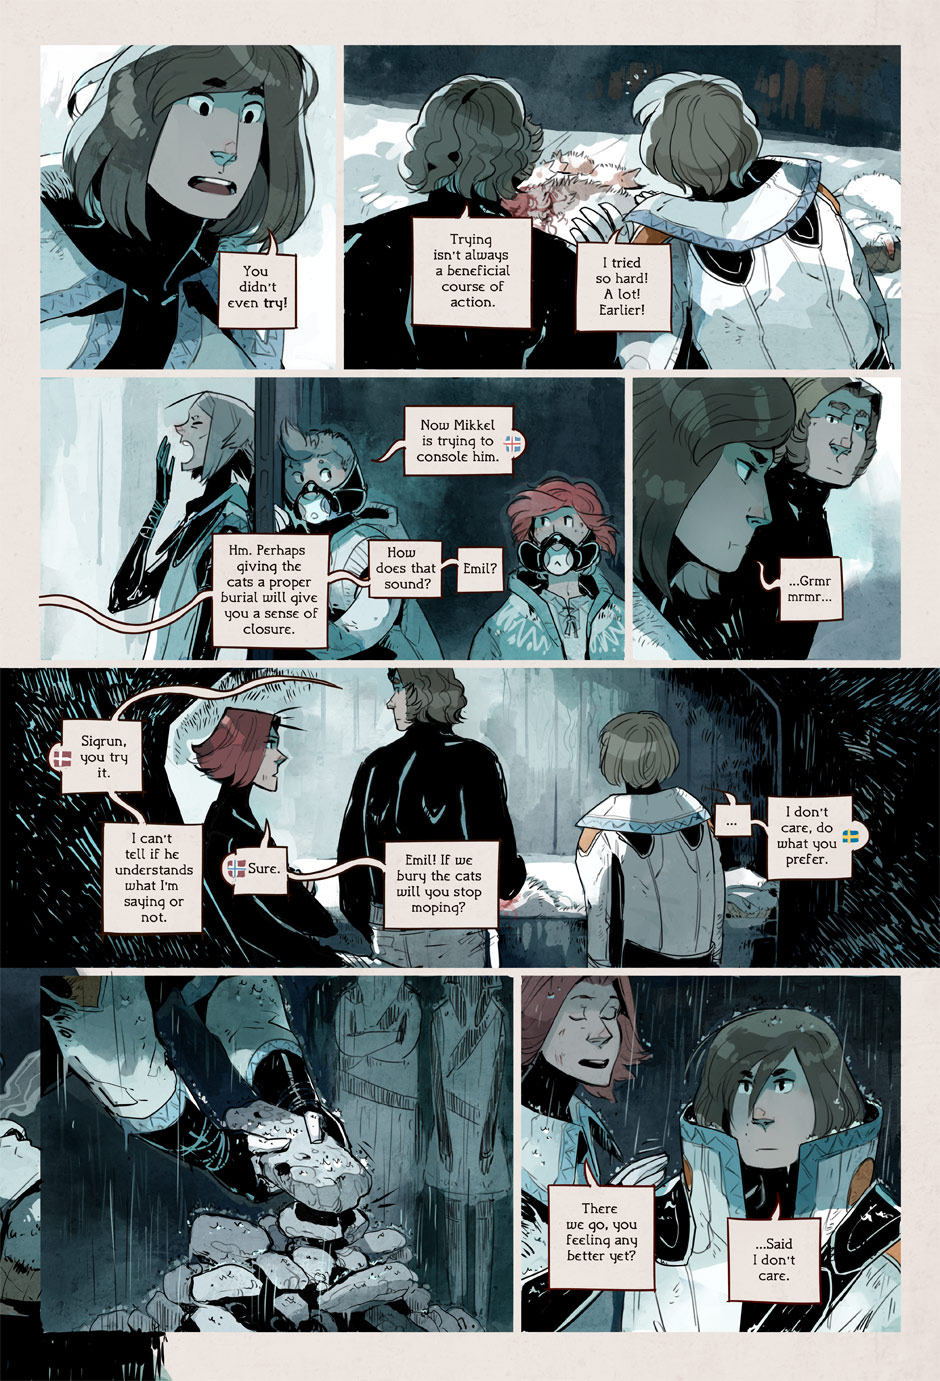 You
didn't
even try!
Trying
isn't always
a beneficial
course of
action.
I tried
so hard!
A lot!
Earlier!
Now Mikkel
is trying to
console him.
Hm. Perhaps
giving the
cats a proper
burial will give
you a sense of
closure.
How
does that
sound?
Emil?
...Grmr
mrmr...
Sigrun,
you try
it.
I can't
tell if he
understands
what I'm
saying or
not.
Sure.
Emil! If we
bury the cats
will you stop
moping?
...
I don't
care, do
what you
prefer.
There
we go, you
feeling any
better yet?
...Said
I don't
care.